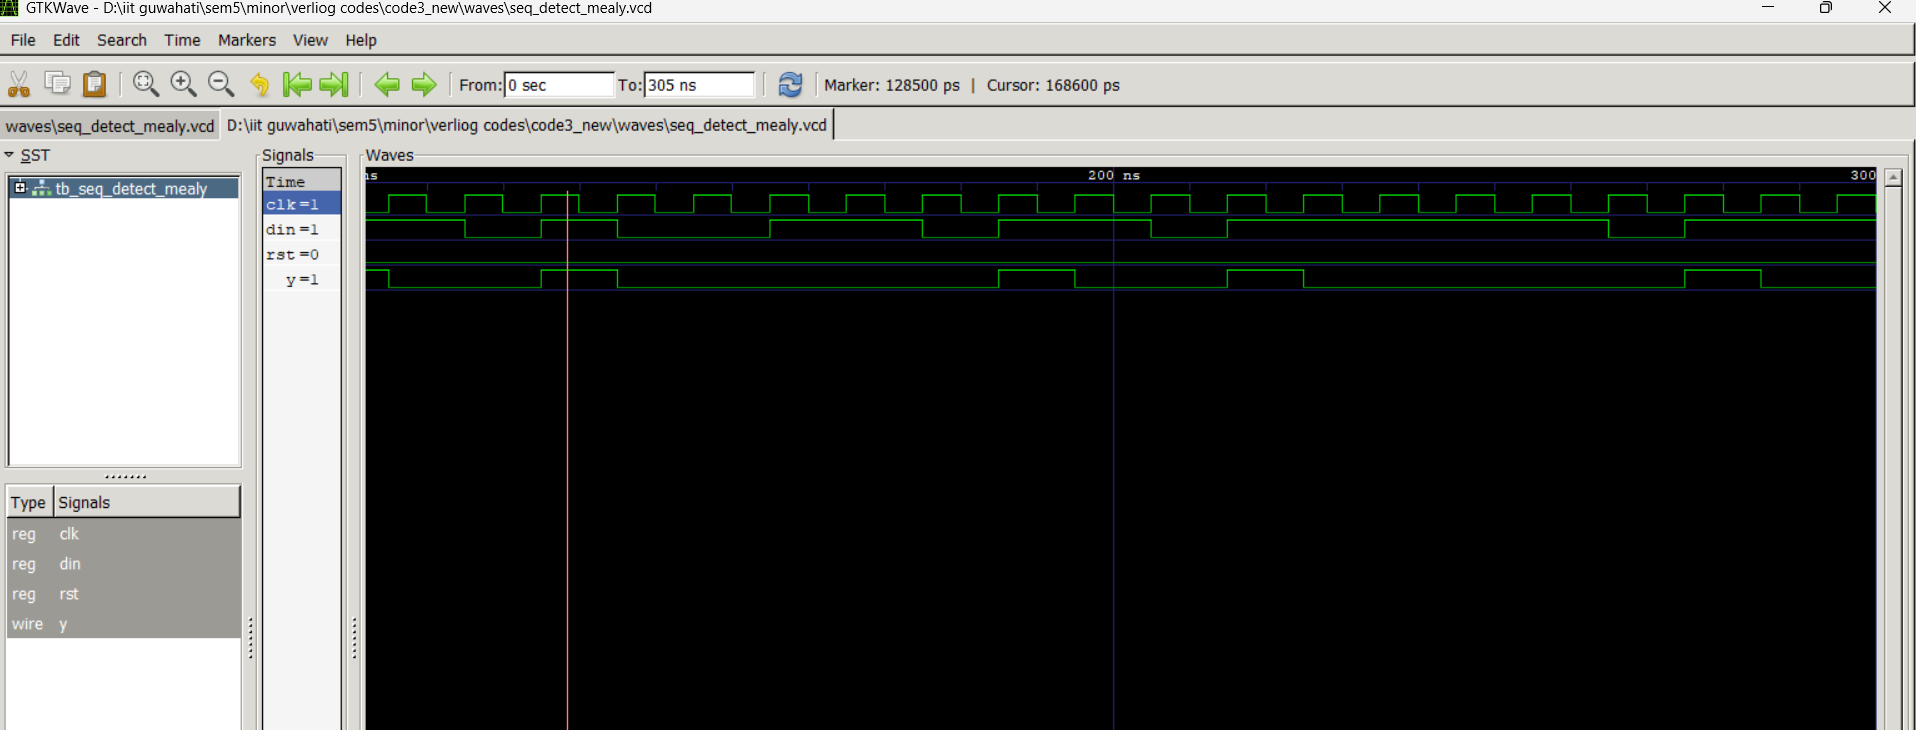 GTKWave - D:\iit guwahati\sem5\minor\verliog codes\code3_new\waves\seq_detect_mealy.vcd
File Edit Search Time Markers View Help
From: 0 sec To: 305 ns Marker: 128500 ps | Cursor: 168600 ps
waves\seq_detect_mealy.vcd D:\iit guwahati\sem5\minor\verliog codes\code3_new\waves\seq_detect_mealy.vcd
SST
tb_seq_detect_mealy
Type Signals
reg clk
reg din
reg rst
wire y
Signals
Time
clk=1
din=1
rst=0
y=1
Waves
ns 200 ns 300